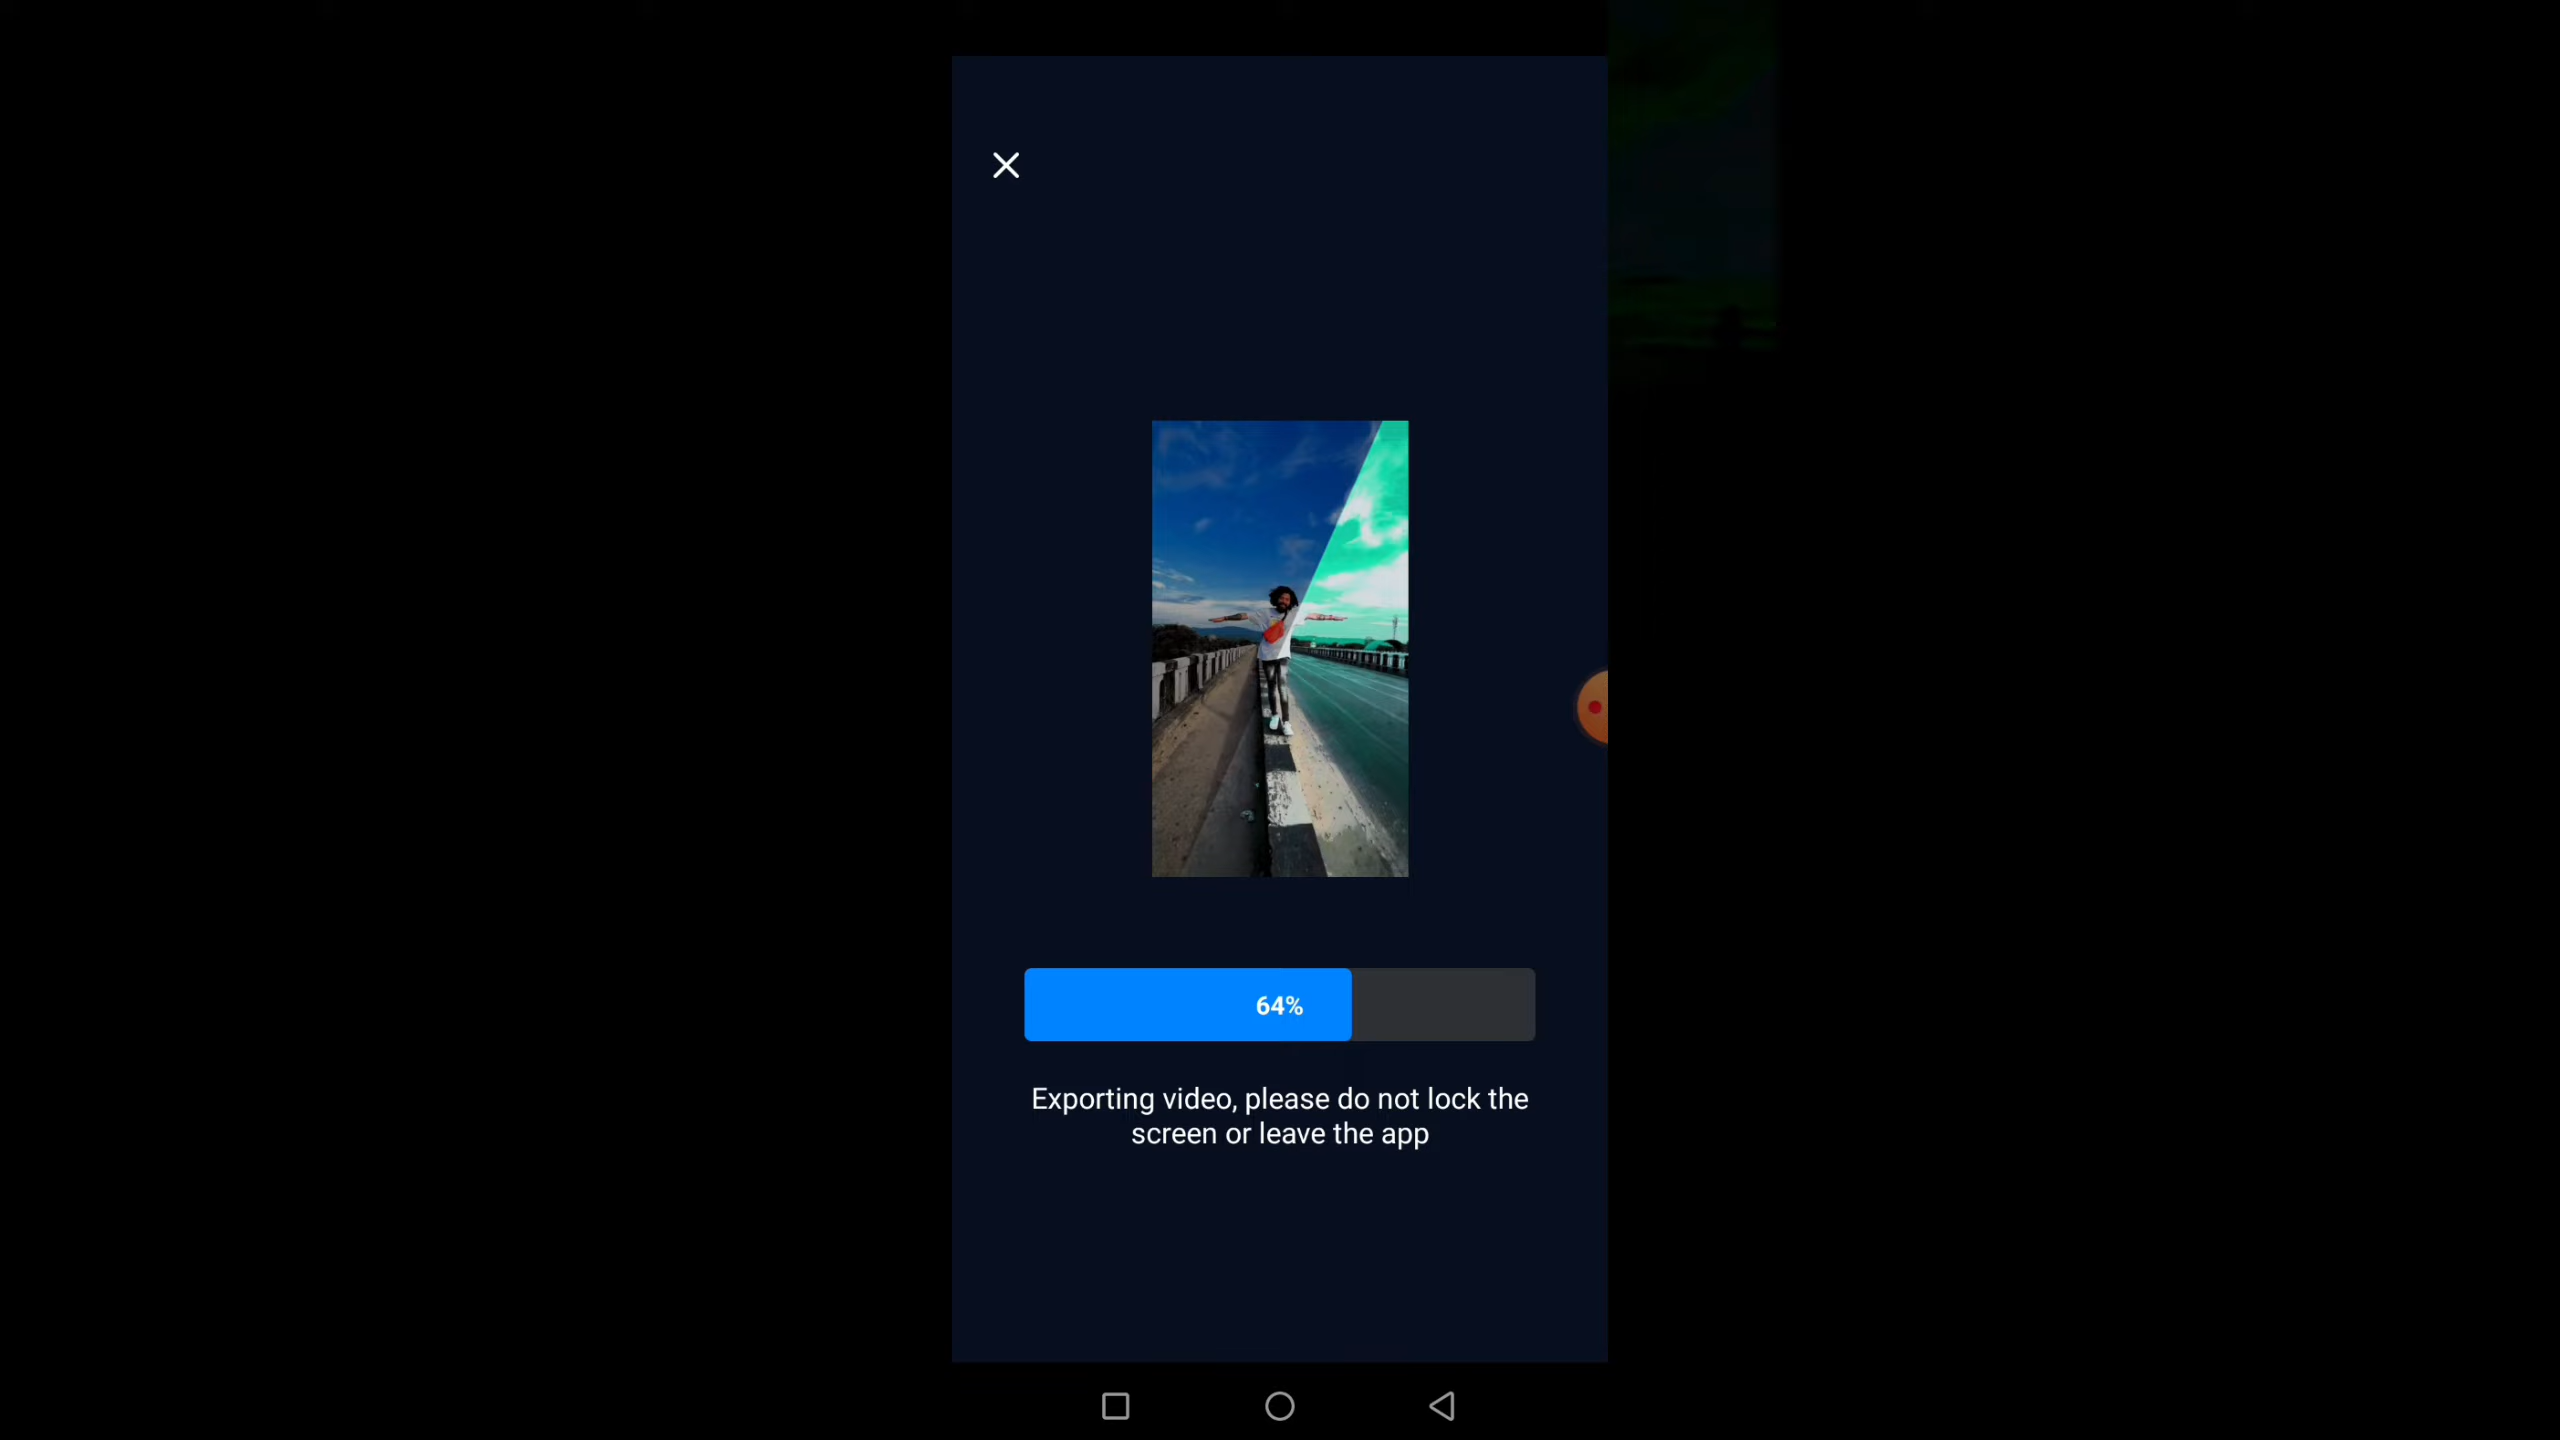 64%
Exporting video, please do not lock the
screen or leave the app